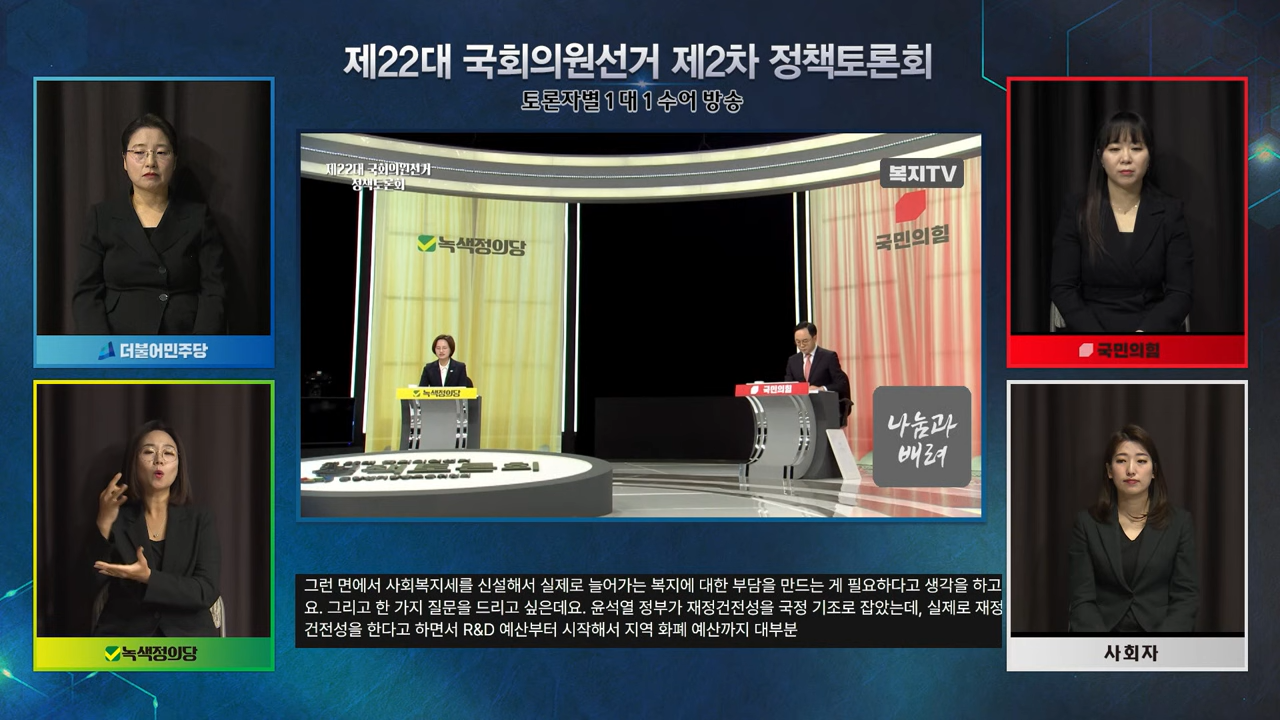 제22대 국회의원선거 제2차 정책토론회
토론자별 1 대 1 수어 방송
제22대 국회의원선거
정책토론회
복지TV
녹색정의당
국민의힘
녹색정의당
국민의힘
나눔과
배려
더불어민주당
국민의힘
녹색정의당
사회자
그런 면에서 사회복지세를 신설해서 실제로 늘어가는 복지에 대한 부담을 만드는 게 필요하다고 생각을 하고
요. 그리고 한 가지 질문을 드리고 싶은데요. 윤석열 정부가 재정건전성을 국정 기조로 잡았는데, 실제로 재정
건전성을 한다고 하면서 R&D 예산부터 시작해서 지역 화폐 예산까지 대부분